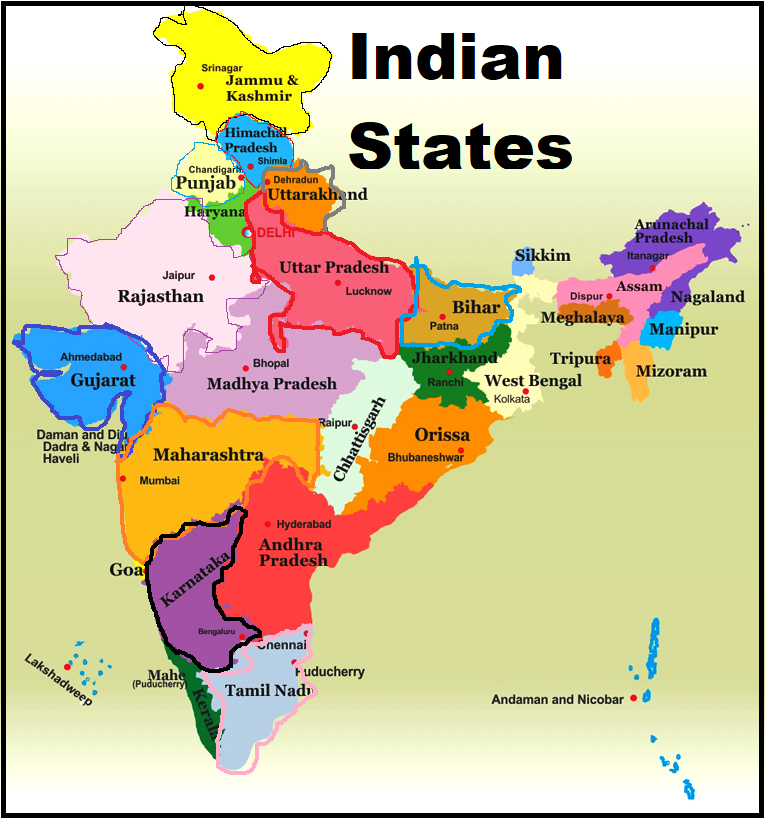 Indian
States
Srinagar
Jammu &
Kashmir
Himachal
Pradesh
Shimla
Chandigarh
Punjab
Dehradun
Uttarakhand
Haryana
DELHI
Uttar Pradesh
Lucknow
Jaipur
Rajasthan
Sikkim
Arunachal
Pradesh
Itanagar
Assam
Dispur
Nagaland
Meghalaya
Manipur
Tripura
Mizoram
Bihar
Patna
Jharkhand
Ranchi
West Bengal
Kolkata
Ahmedabad
Gujarat
Bhopal
Madhya Pradesh
Raipur
Chhattisgarh
Orissa
Bhubaneshwar
Daman and Diu
Dadra & Nagar
Haveli
Maharashtra
Mumbai
Hyderabad
Andhra
Pradesh
Goa
Karnataka
Bengaluru
Chennai
Puducherry
Mahe
(Puducherry)
Tamil Nadu
Kerala
Lakshadweep
Andaman and Nicobar